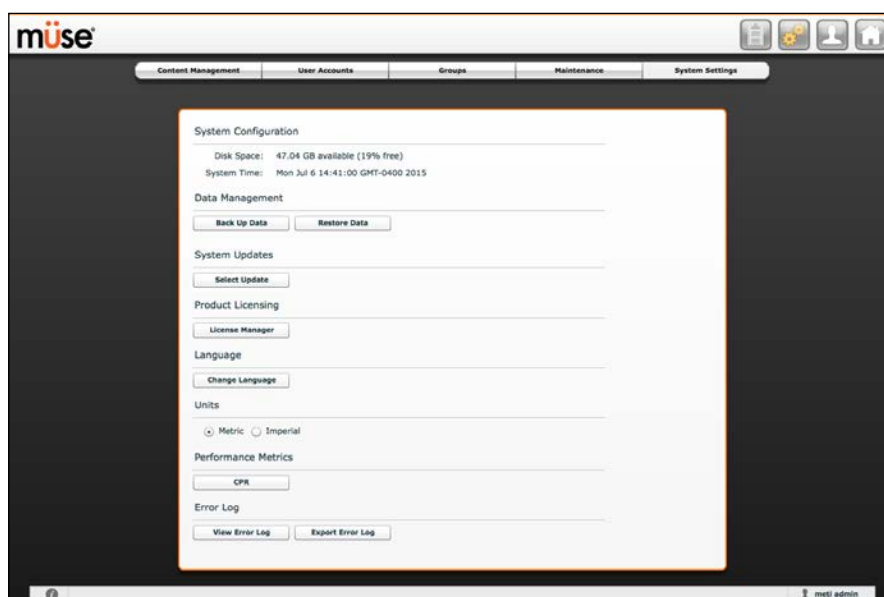 müse
Content Management User Accounts Groups Maintenance System Settings
System Configuration
Disk Space: 47.04 GB available (19% free)
System Time: Mon Jul 6 14:41:00 GMT-0400 2015
Data Management
Back Up Data Restore Data
System Updates
Select Update
Product Licensing
License Manager
Language
Change Language
Units
Metric Imperial
Performance Metrics
CPR
Error Log
View Error Log Export Error Log
meti admin